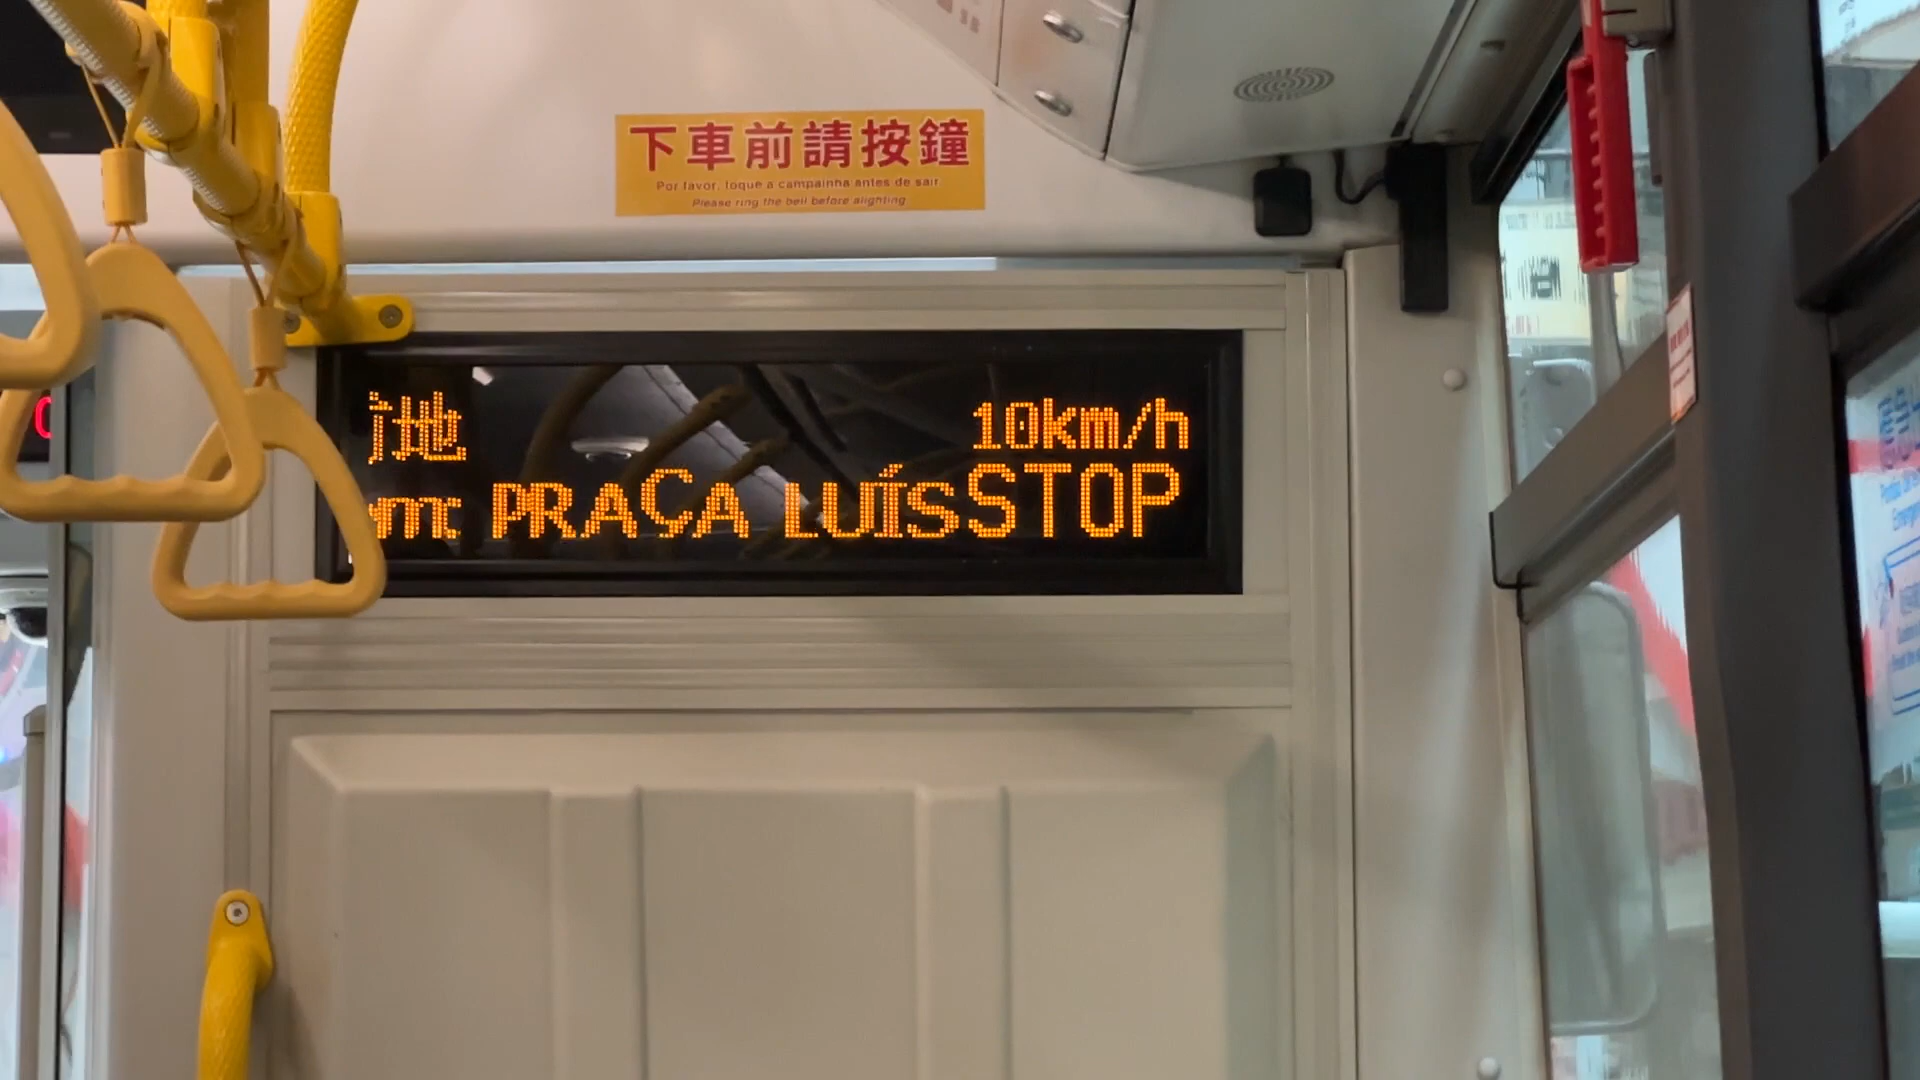 下車前請按鐘
Por favor, toque a campainha antes de sair
Please ring the bell before alighting
地 10km/h
PRAÇA LUÍS STOP